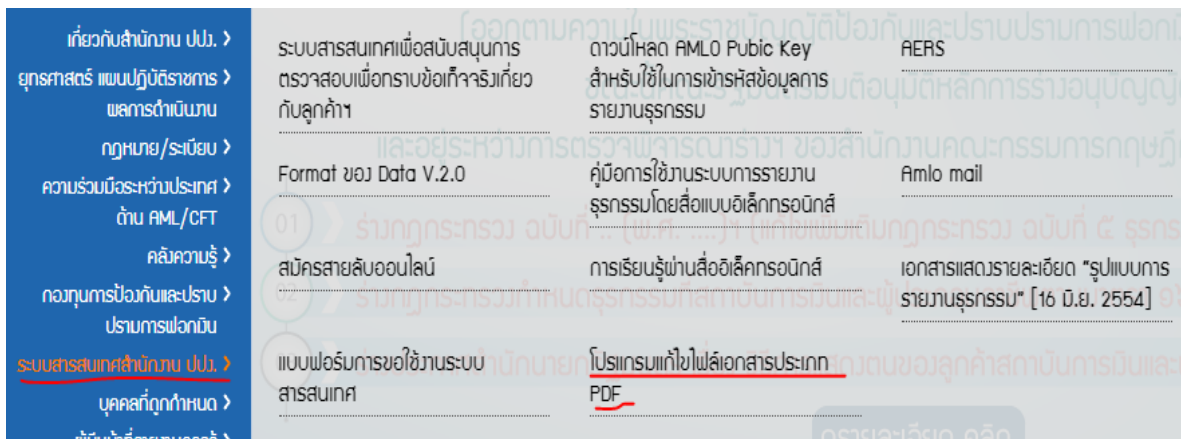 เกี่ยวกับสำนักงาน ปปง. >
ยุทธศาสตร์ แผนปฏิบัติราชการ >
ผลการดำเนินงาน
กฎหมาย/ระเบียบ >
ความร่วมมือระหว่างประเทศ >
ด้าน AML/CFT
คลังความรู้ >
กองทุนการป้องกันและปราบ >
ปรามการฟอกเงิน
ระบบสารสนเทศสำนักงาน ปปง. >
บุคคลที่ถูกกำหนด >
ระบบสารสนเทศเพื่อสนับสนุนการ
ตรวจสอบเพื่อทราบข้อเท็จจริงเกี่ยว
กับลูกค้าฯ
ดาวน์โหลด AMLO Pubic Key
สำหรับใช้ในการเข้ารหัสข้อมูลการ
รายงานธุรกรรม
AERS
Format ของ Data V.2.0
คู่มือการใช้งานระบบการรายงาน
ธุรกรรมโดยสื่อแบบอิเล็กทรอนิกส์
Amlo mail
สมัครสายลับออนไลน์
การเรียนรู้ผ่านสื่ออิเล็คทรอนิกส์
เอกสารแสดงรายละเอียด "รูปแบบการ
รายงานธุรกรรม" [16 มิ.ย. 2554]
แบบฟอร์มการขอใช้งานระบบ
สารสนเทศ
โปรแกรมแก้ไขไฟล์เอกสารประเภท
PDF